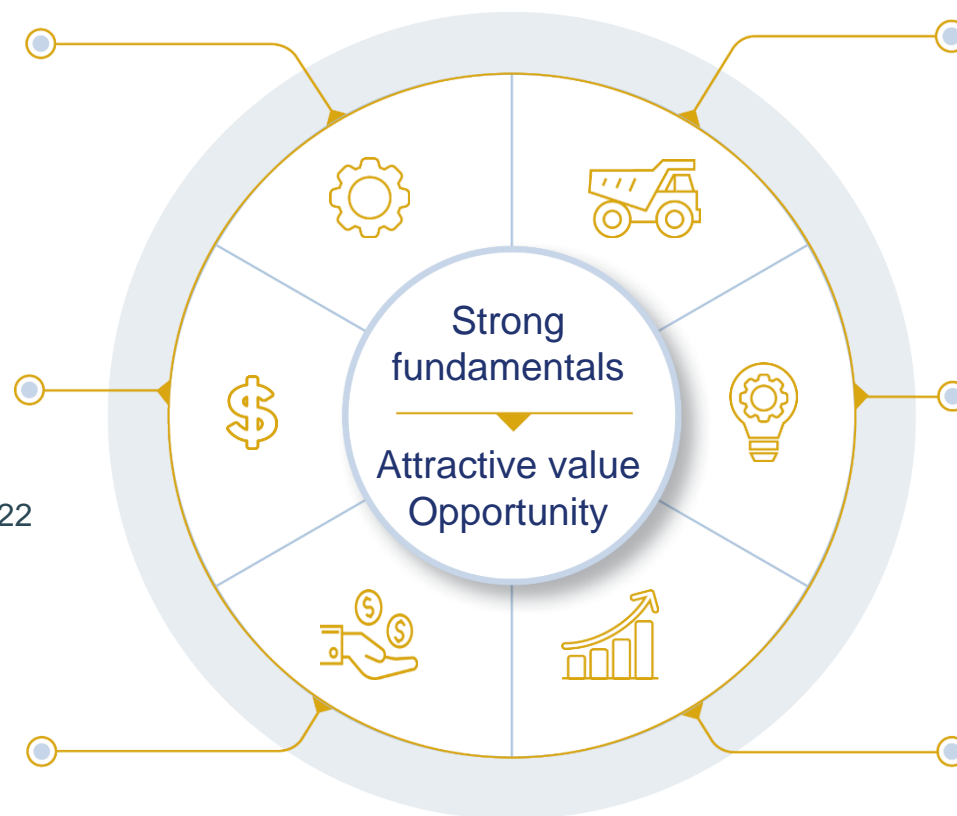 Strong
fundamentals
Attractive value
Opportunity
22
$
$
$